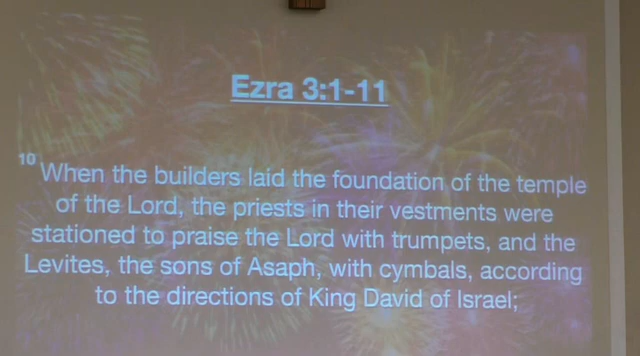 Ezra 3:1-11
10 When the builders laid the foundation of the temple
of the Lord, the priests in their vestments were
stationed to praise the Lord with trumpets, and the
Levites, the sons of Asaph, with cymbals, according
to the directions of King David of Israel;